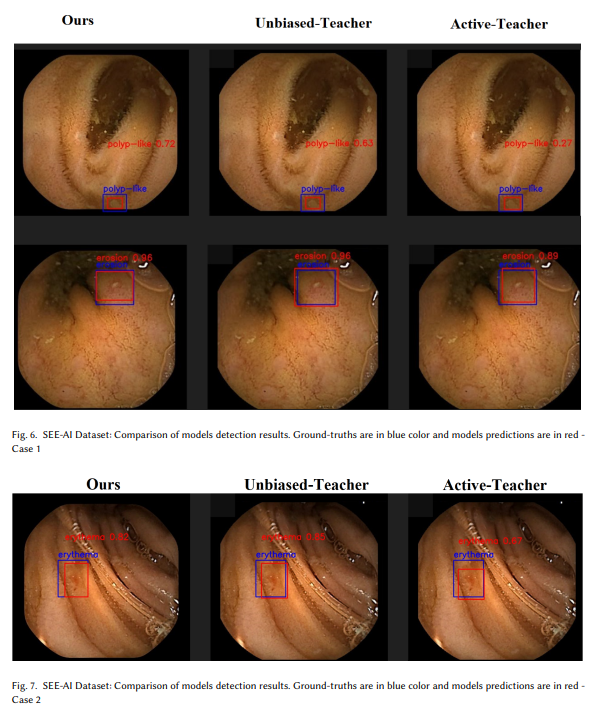 Ours Unbiased-Teacher Active-Teacher
polyp-like 0.72 polyp-like 0.63 polyp-like 0.27
polyp-like polyp-like polyp-like
erosion 0.96 erosion 0.96 erosion 0.89
Fig. 6. SEE-AI Dataset: Comparison of models detection results. Ground-truths are in blue color and models predictions are in red -
Case 1
Ours Unbiased-Teacher Active-Teacher
erythema erythema erythema
Fig. 7. SEE-AI Dataset: Comparison of models detection results. Ground-truths are in blue color and models predictions are in red -
Case 2